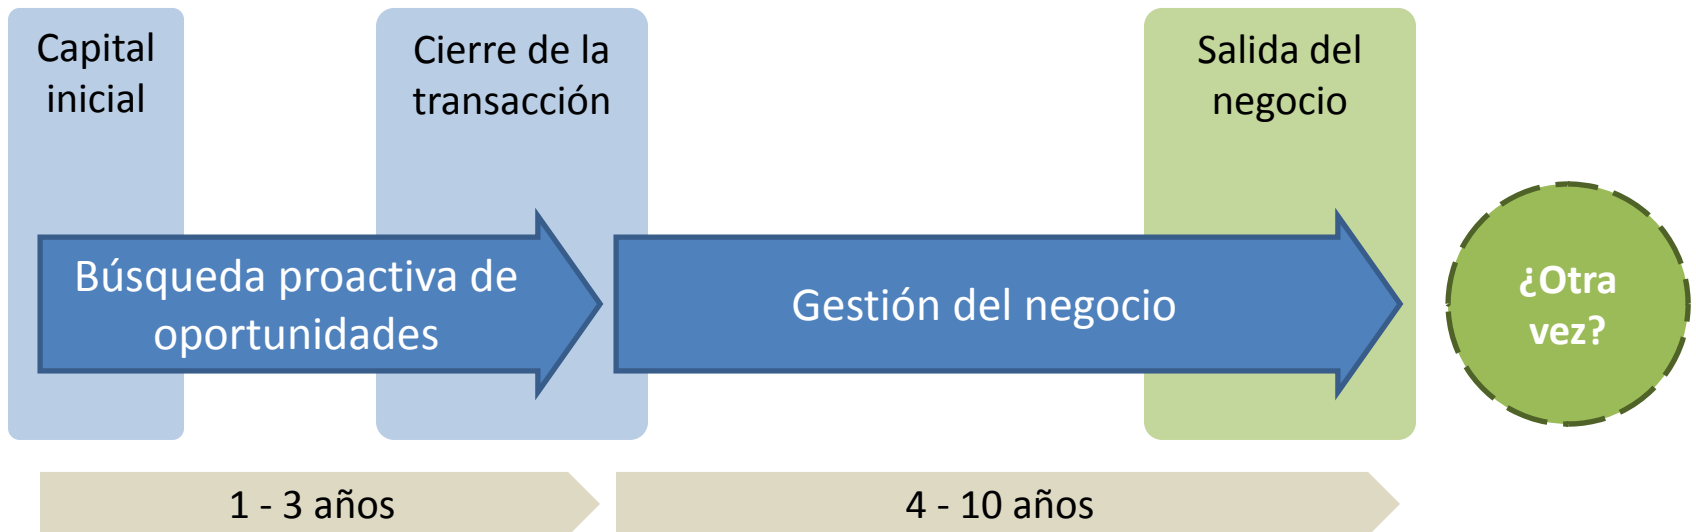 Capital
inicial
Cierre de la
transacción
Salida del
negocio
Búsqueda proactiva de
oportunidades
Gestión del negocio
¿Otra
vez?
1 - 3 años
4 - 10 años